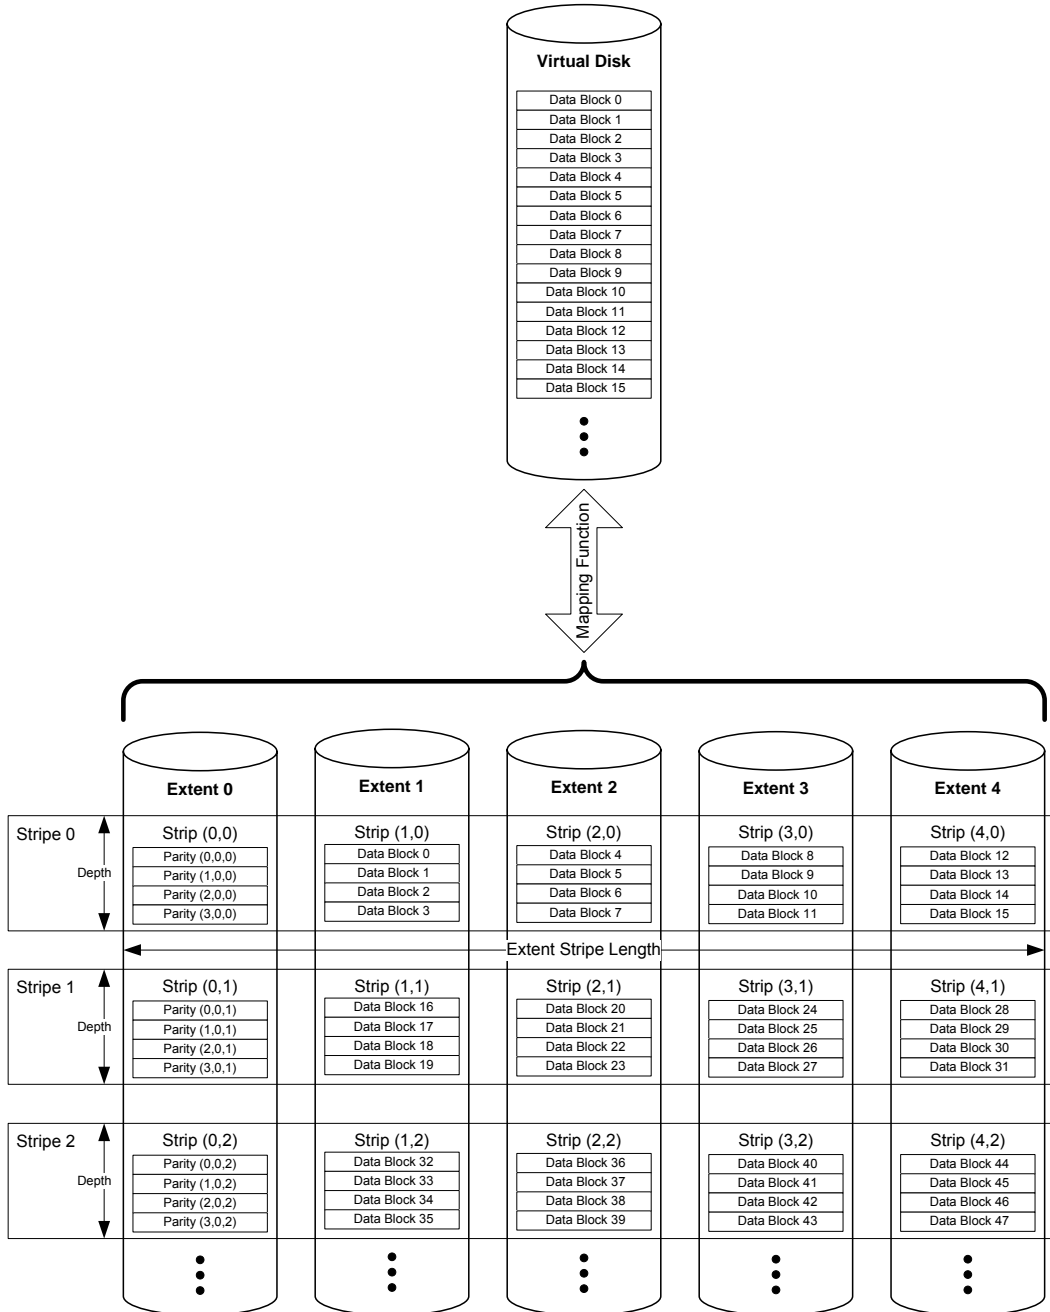 Virtual Disk
Data Block 0
Data Block 1
Data Block 2
Data Block 3
Data Block 4
Data Block 5
Data Block 6
Data Block 7
Data Block 8
Data Block 9
Data Block 10
Data Block 11
Data Block 12
Data Block 13
Data Block 14
Data Block 15
Mapping Function
Extent 0
Extent 1
Extent 2
Extent 3
Extent 4
Stripe 0
Depth
Strip (0,0)
Parity (0,0,0)
Parity (1,0,0)
Parity (2,0,0)
Parity (3,0,0)
Strip (1,0)
Data Block 0
Data Block 1
Data Block 2
Data Block 3
Strip (2,0)
Data Block 4
Data Block 5
Data Block 6
Data Block 7
Strip (3,0)
Data Block 8
Data Block 9
Data Block 10
Data Block 11
Strip (4,0)
Data Block 12
Data Block 13
Data Block 14
Data Block 15
Extent Stripe Length
Stripe 1
Depth
Strip (0,1)
Parity (0,0,1)
Parity (1,0,1)
Parity (2,0,1)
Parity (3,0,1)
Strip (1,1)
Data Block 16
Data Block 17
Data Block 18
Data Block 19
Strip (2,1)
Data Block 20
Data Block 21
Data Block 22
Data Block 23
Strip (3,1)
Data Block 24
Data Block 25
Data Block 26
Data Block 27
Strip (4,1)
Data Block 28
Data Block 29
Data Block 30
Data Block 31
Stripe 2
Depth
Strip (0,2)
Parity (0,0,2)
Parity (1,0,2)
Parity (2,0,2)
Parity (3,0,2)
Strip (1,2)
Data Block 32
Data Block 33
Data Block 34
Data Block 35
Strip (2,2)
Data Block 36
Data Block 37
Data Block 38
Data Block 39
Strip (3,2)
Data Block 40
Data Block 41
Data Block 42
Data Block 43
Strip (4,2)
Data Block 44
Data Block 45
Data Block 46
Data Block 47